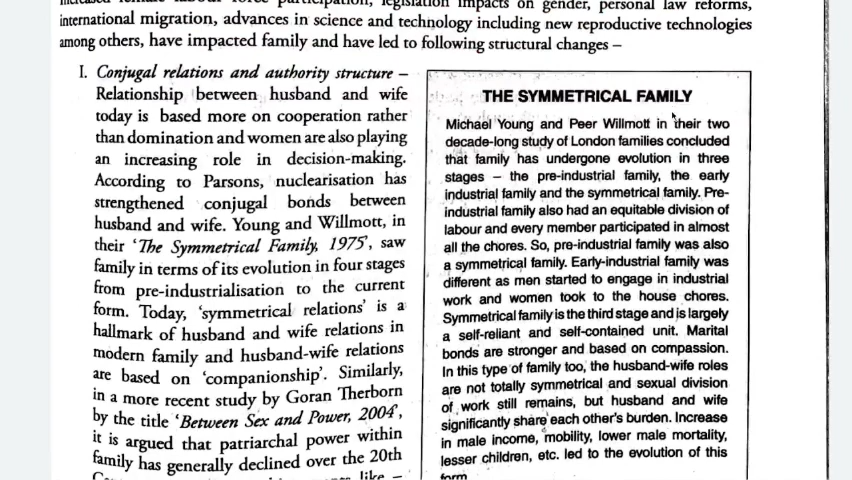 increased female labour force participation, legislation impacts on gender, personal law reforms,
international migration, advances in science and technology including new reproductive technologies
among others, have impacted family and have led to following structural changes –
I. Conjugal relations and authority structure –
Relationship between husband and wife
today is based more on cooperation rather
than domination and women are also playing
an increasing role in decision-making.
According to Parsons, nuclearisation has
strengthened conjugal bonds between
husband and wife. Young and Willmott, in
their ‘The Symmetrical Family, 1975’, saw
family in terms of its evolution in four stages
from pre-industrialisation to the current
form. Today, ‘symmetrical relations’ is a
hallmark of husband and wife relations in
modern family and husband-wife relations
are based on ‘companionship’. Similarly,
in a more recent study by Goran Therborn
by the title ‘Between Sex and Power, 2004’,
it is argued that patriarchal power within
family has generally declined over the 20th
like –
THE SYMMETRICAL FAMILY
Michael Young and Peer Willmott in their two
decade-long study of London families concluded
that family has undergone evolution in three
stages – the pre-industrial family, the early
industrial family and the symmetrical family. Pre-
industrial family also had an equitable division of
labour and every member participated in almost
all the chores. So, pre-industrial family was also
a symmetrical family. Early-industrial family was
different as men started to engage in industrial
work and women took to the house chores.
Symmetrical family is the third stage and is largely
a self-reliant and self-contained unit. Marital
bonds are stronger and based on compassion.
In this type of family too, the husband-wife roles
are not totally symmetrical and sexual division
of work still remains, but husband and wife
significantly share each other's burden. Increase
in male income, mobility, lower male mortality,
lesser children, etc. led to the evolution of this
form